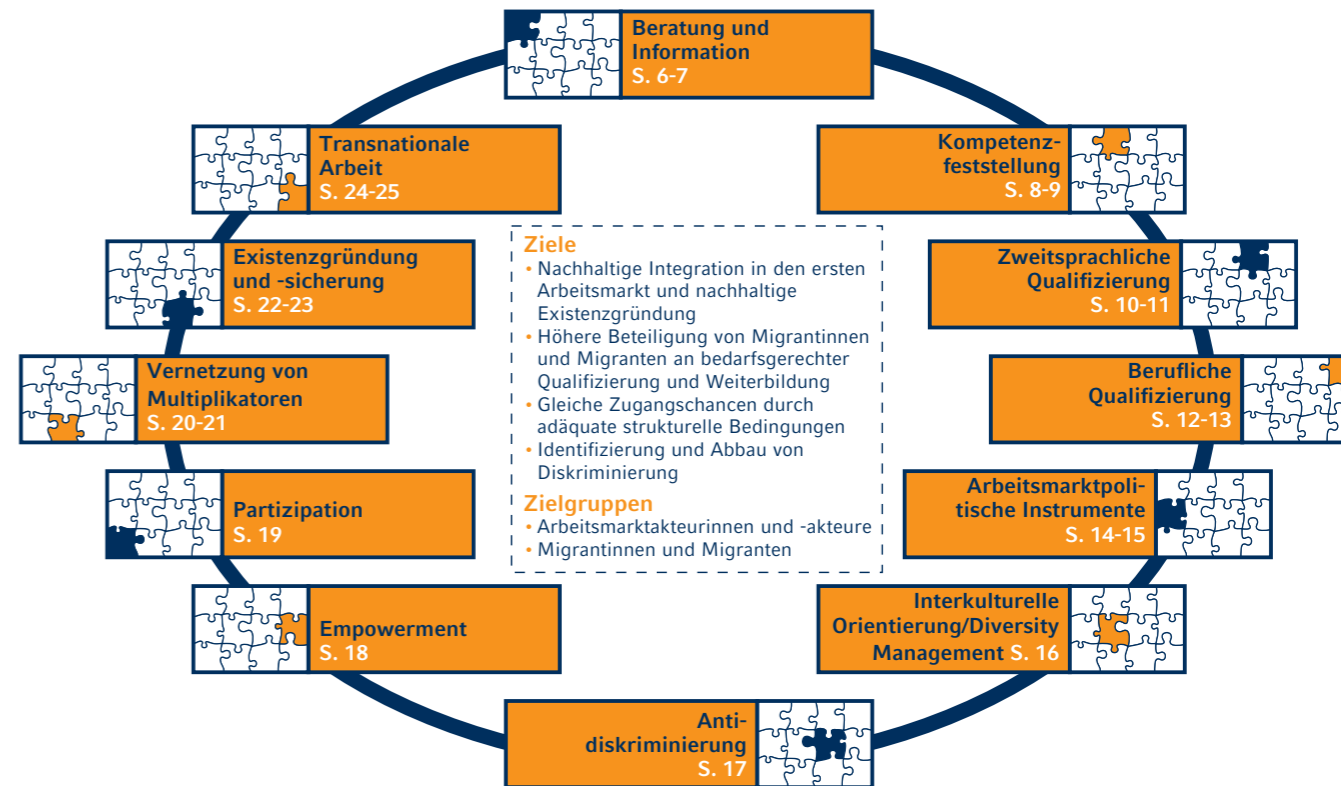 Beratung und
Information
S. 6-7
Kompetenz-
feststellung
S. 8-9
Zweitsprachliche
Qualifizierung
S. 10-11
Berufliche
Qualifizierung
S. 12-13
Arbeitsmarktpoli-
tische Instrumente
S. 14-15
Interkulturelle
Orientierung/Diversity
Management S. 16
Anti-
diskriminierung
S. 17
Empowerment
S. 18
Partizipation
S. 19
Vernetzung von
Multiplikatoren
S. 20-21
Existenzgründung
und -sicherung
S. 22-23
Transnationale
Arbeit
S. 24-25
Ziele
• Nachhaltige Integration in den ersten
Arbeitsmarkt und nachhaltige
Existenzgründung
• Höhere Beteiligung von Migrantinnen
und Migranten an bedarfsgerechter
Qualifizierung und Weiterbildung
• Gleiche Zugangschancen durch
adäquate strukturelle Bedingungen
• Identifizierung und Abbau von
Diskriminierung
Zielgruppen
• Arbeitsmarktakteurinnen und -akteure
• Migrantinnen und Migranten